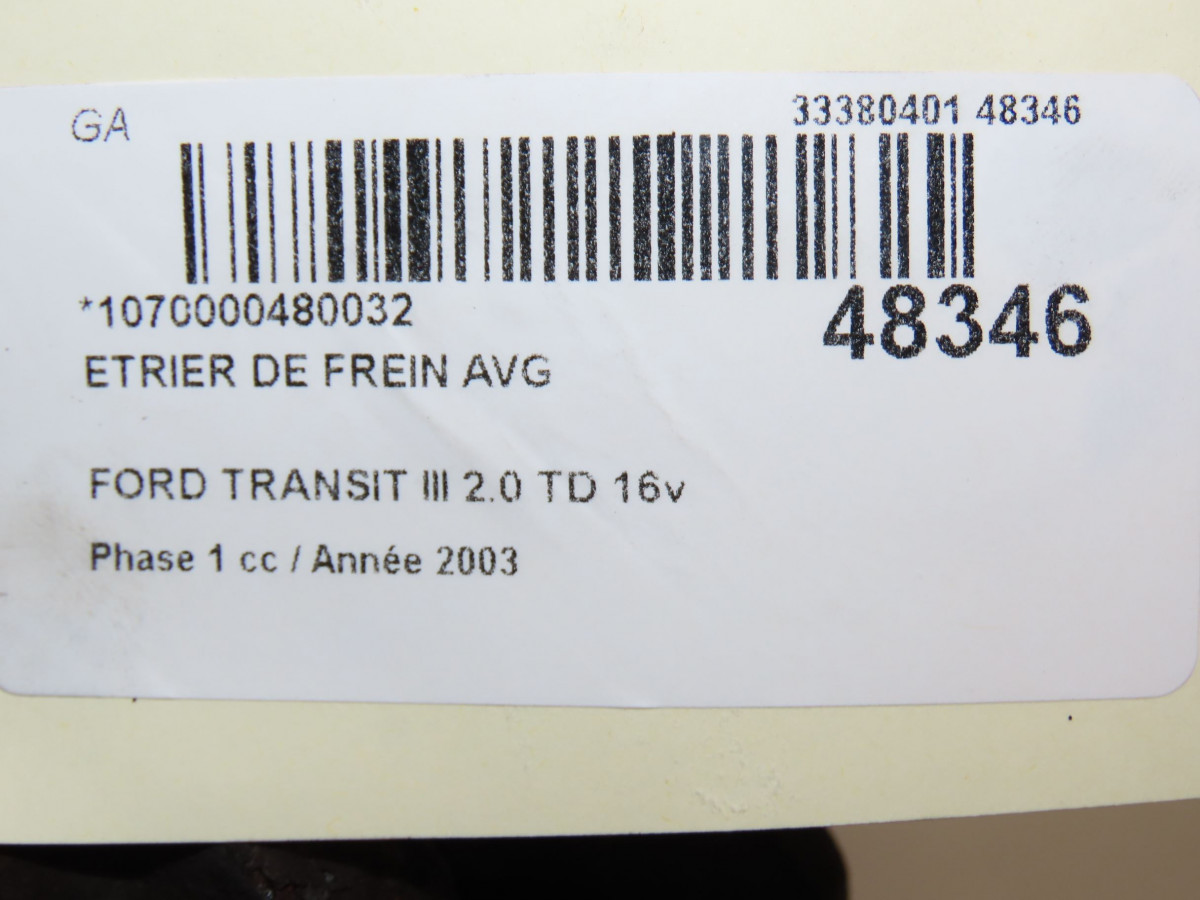 GA
33380401 48346
*1070000480032
48346
ETRIER DE FREIN AVG
FORD TRANSIT III 2.0 TD 16v
Phase 1 cc / Année 2003